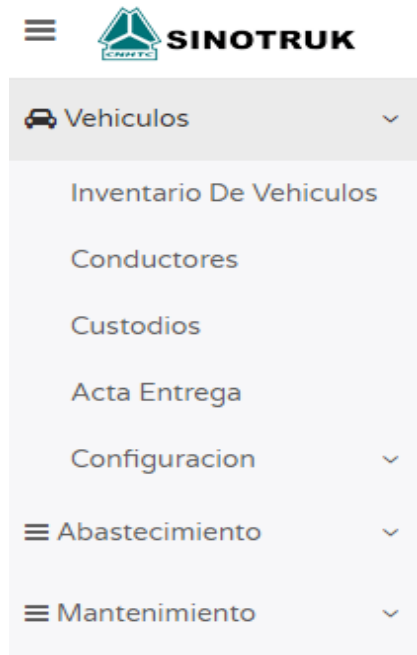 CNHTC
SINOTRUK
Vehiculos
Inventario De Vehiculos
Conductores
Custodios
Acta Entrega
Configuracion
Abastecimiento
Mantenimiento